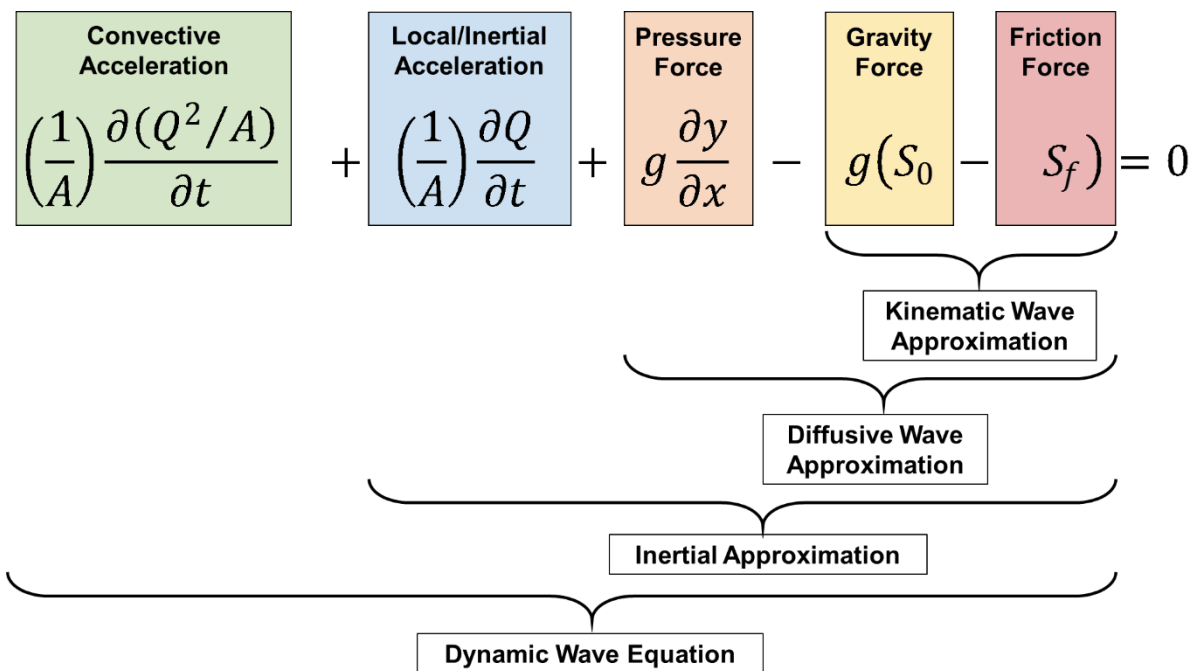 Convective
Acceleration
Local/Inertial
Acceleration
Pressure
Force
Gravity
Force
Friction
Force
(1/A) ∂(Q²/A)/∂t + (1/A) ∂Q/∂t + g ∂y/∂x − g(S₀ − S_f) = 0
Kinematic Wave
Approximation
Diffusive Wave
Approximation
Inertial Approximation
Dynamic Wave Equation